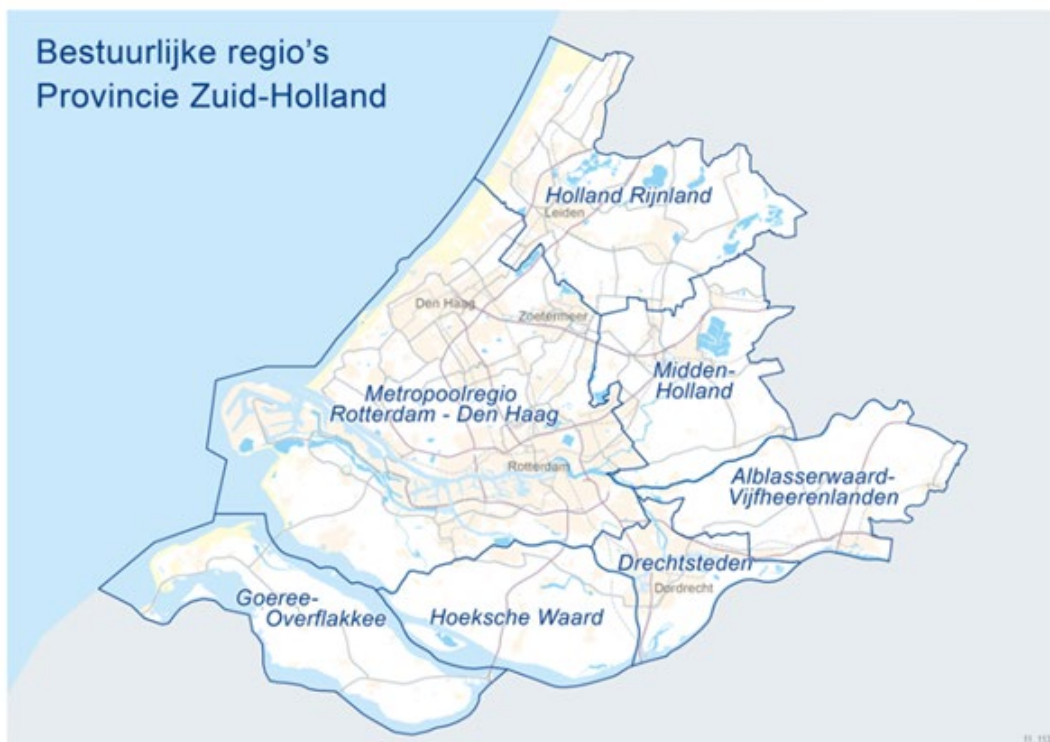 Bestuurlijke regio's
Provincie Zuid-Holland
Holland Rijnland
Leiden
Den Haag
Zoetermeer
Midden-
Holland
Metropoolregio
Rotterdam - Den Haag
Rotterdam
Alblasserwaard-
Vijfheerenlanden
Drechtsteden
Dordrecht
Goeree-
Overflakkee
Hoeksche Waard